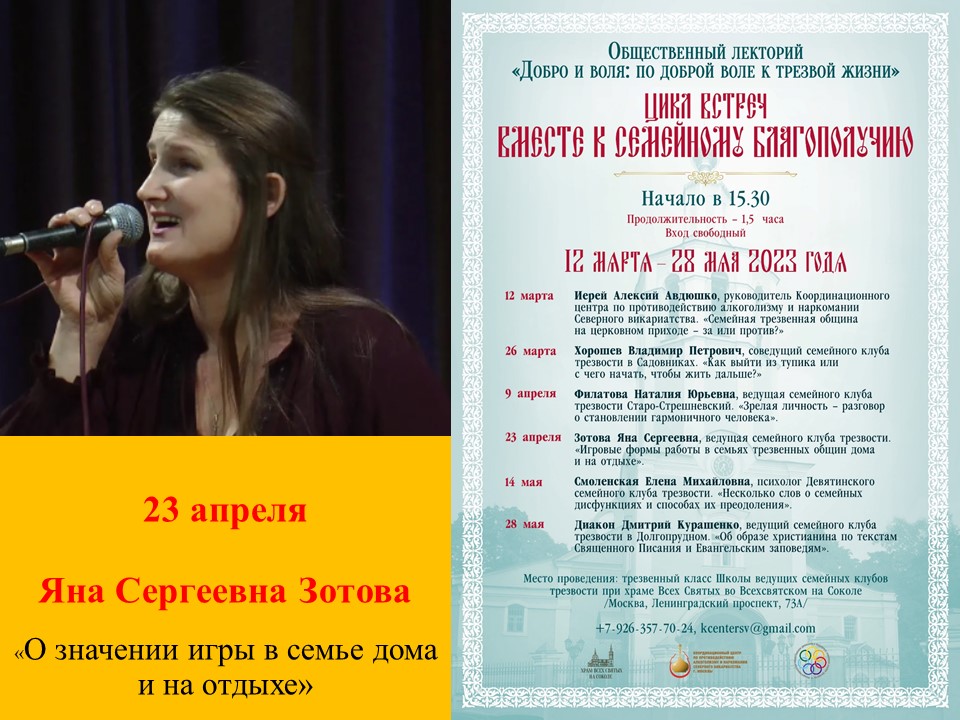 23 апреля
Яна Сергеевна Зотова
«О значении игры в семье дома
и на отдыхе»
Общественный лекторий
«Добро и воля: по доброй воле к трезвой жизни»
ЦИКЛ ВСТРЕЧ
ВМЕСТЕ К СЕМЕЙНОМУ БЛАГОПОЛУЧИЮ
Начало в 15.30
Продолжительность – 1,5 часа
Вход свободный
12 МАРТА – 28 МАЯ 2023 ГОДА
12 марта Иерей Алексий Авдюшко, руководитель Координационного
центра по противодействию алкоголизму и наркомании
Северного викариатства. «Семейная трезвенная община
на церковном приходе – за или против?»
26 марта Хорошев Владимир Петрович, соведущий семейного клуба
трезвости в Садовниках. «Как выйти из тупика или
с чего начать, чтобы жить дальше?»
9 апреля Филатова Наталия Юрьевна, ведущая семейного клуба
трезвости Старо-Стрешневский. «Зрелая личность – разговор
о становлении гармоничного человека».
23 апреля Зотова Яна Сергеевна, ведущая семейного клуба трезвости.
«Игровые формы работы в семьях трезвенных общин дома
и на отдыхе».
14 мая Смоленская Елена Михайловна, психолог Девятинского
семейного клуба трезвости. «Несколько слов о семейных
дисфункциях и способах их преодоления».
28 мая Диакон Дмитрий Курашенко, ведущий семейного клуба
трезвости в Долгопрудном. «Об образе христианина по текстам
Священного Писания и Евангельским заповедям».
Место проведения: трезвенный класс Школы ведущих семейных клубов
трезвости при храме Всех Святых во Всехсвятском на Соколе
/Москва, Ленинградский проспект, 73А/
+7-926-357-70-24, kcentersv@gmail.com
ХРАМ ВСЕХ СВЯТЫХ
НА СОКОЛЕ
КООРДИНАЦИОННЫЙ ЦЕНТР
ПО ПРОТИВОДЕЙСТВИЮ
АЛКОГОЛИЗМУ И НАРКОМАНИИ
СЕВЕРНОГО ВИКАРИАТСТВА
Г. МОСКВЫ